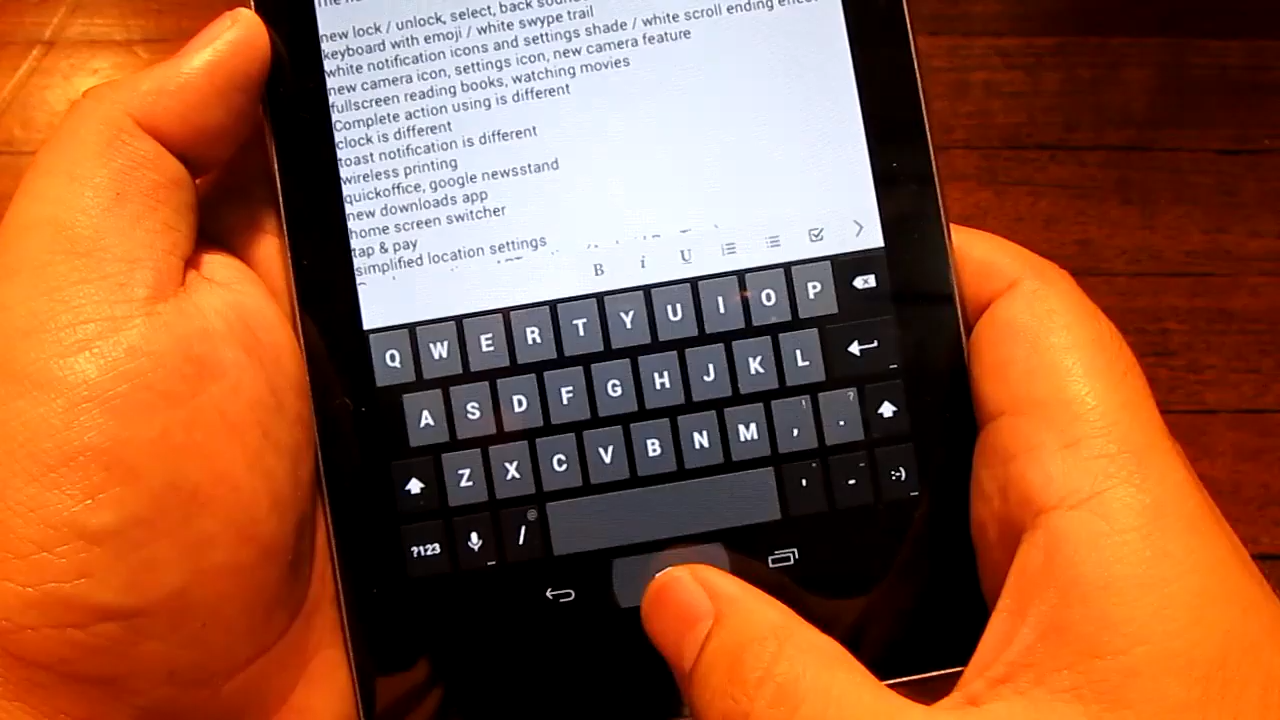 new lock / unlock, select, back
keyboard with emoji / white swype trail
white notification icons and settings shade / white scroll ending
new camera icon, settings icon, new camera feature
fullscreen reading books, watching movies
Complete action using is different
clock is different
toast notification is different
wireless printing
quickoffice, google newsstand
new downloads app
home screen switcher
tap & pay
simplified location settings
B i U
Q W E R T Y U I O P
A S D F G H J K L
Z X C V B N M , ! . ?
?123 / @ ' " - _ :-)